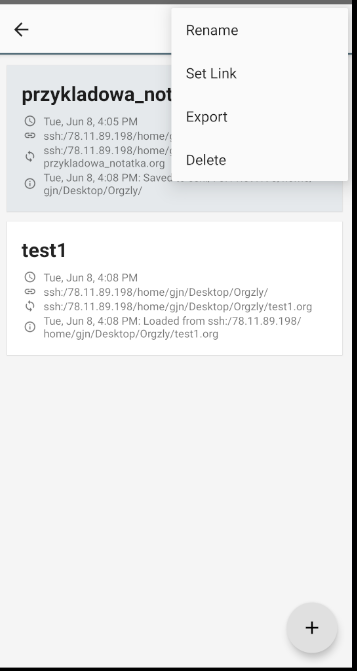 Rename
Set Link
Export
Delete
przykladowa_not
Tue, Jun 8, 4:05 PM
ssh:/78.11.89.198/home/g
ssh:/78.11.89.198/home/g
przykladowa_notatka.org
Tue, Jun 8, 4:08 PM: Saved
gjn/Desktop/Orgzly/
test1
Tue, Jun 8, 4:08 PM
ssh:/78.11.89.198/home/gjn/Desktop/Orgzly/
ssh:/78.11.89.198/home/gjn/Desktop/Orgzly/test1.org
Tue, Jun 8, 4:08 PM: Loaded from ssh:/78.11.89.198/
home/gjn/Desktop/Orgzly/test1.org